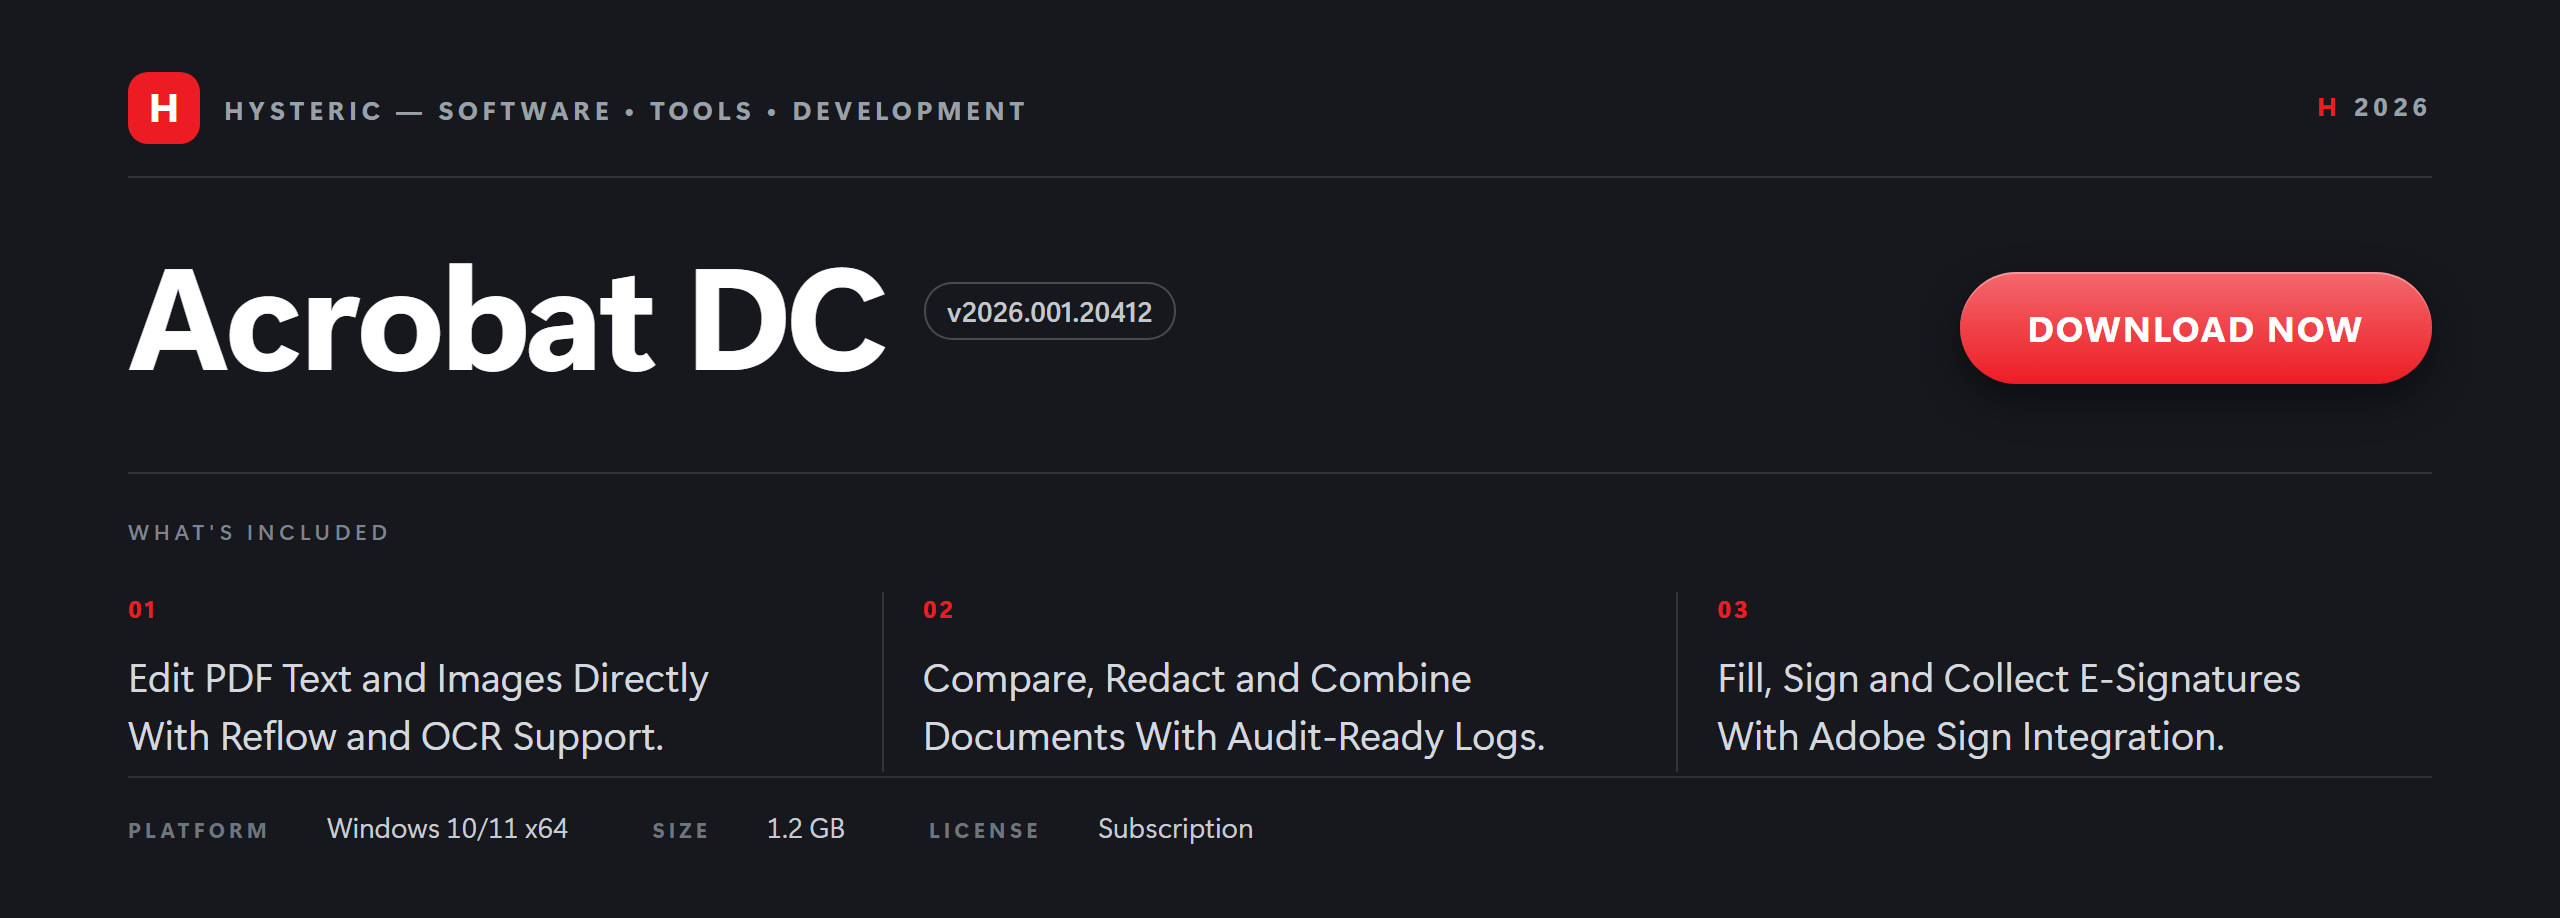 H HYSTERIC — SOFTWARE • TOOLS • DEVELOPMENT
H 2026
Acrobat DC v2026.001.20412
DOWNLOAD NOW
WHAT'S INCLUDED
01
Edit PDF Text and Images Directly
With Reflow and OCR Support.
02
Compare, Redact and Combine
Documents With Audit-Ready Logs.
03
Fill, Sign and Collect E-Signatures
With Adobe Sign Integration.
PLATFORM Windows 10/11 x64 SIZE 1.2 GB LICENSE Subscription